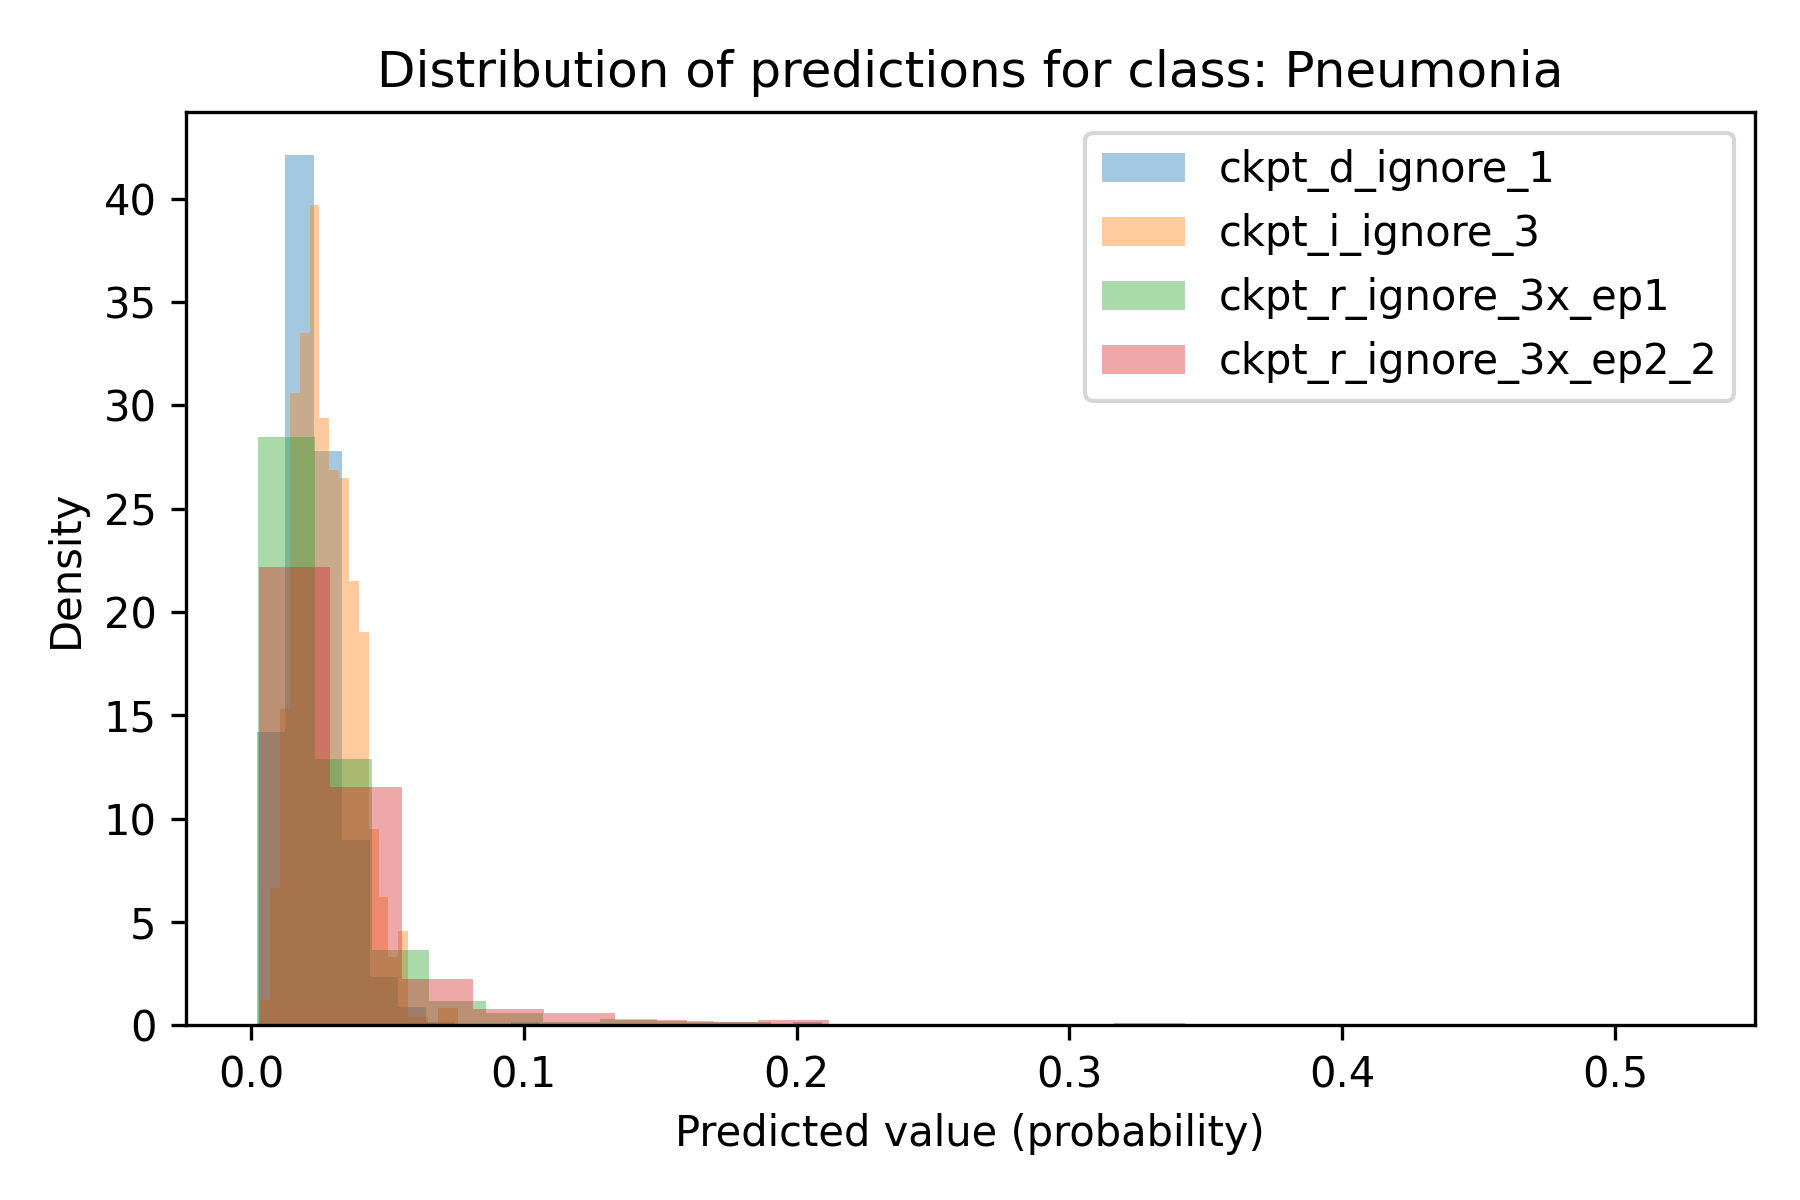 Distribution of predictions for class: Pneumonia
ckpt_d_ignore_1
ckpt_i_ignore_3
ckpt_r_ignore_3x_ep1
ckpt_r_ignore_3x_ep2_2
Density
40
35
30
25
20
15
10
5
0
0.0 0.1 0.2 0.3 0.4 0.5
Predicted value (probability)